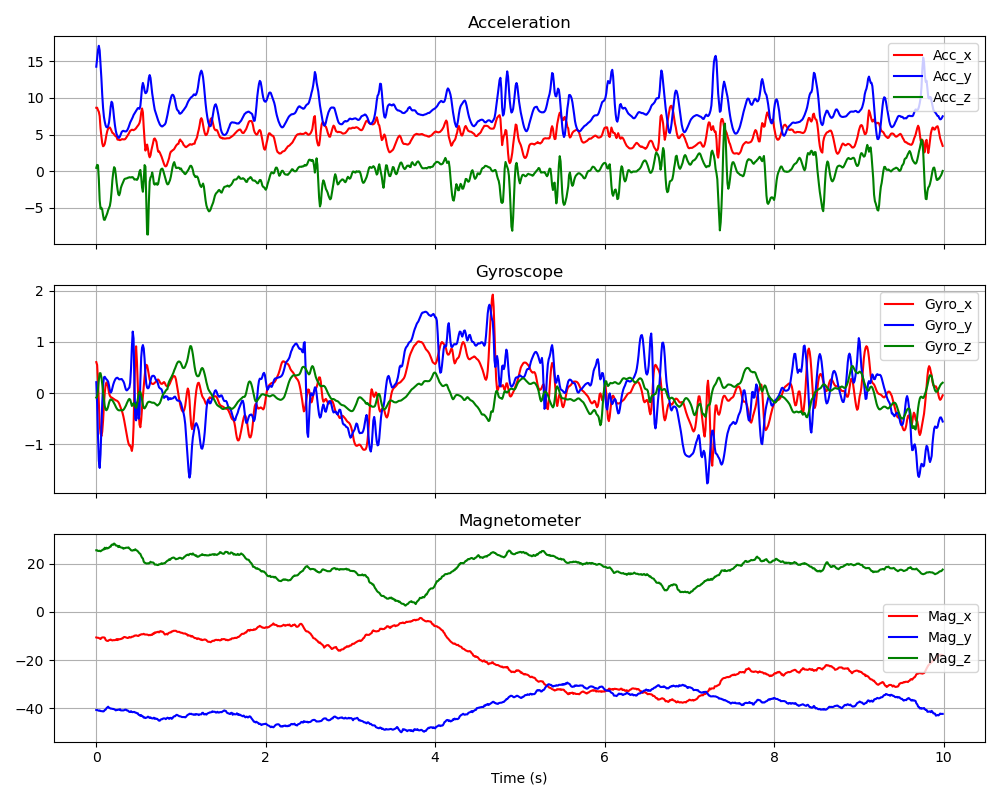 Acceleration
15
10
5
0
−5
Acc_x
Acc_y
Acc_z
Gyroscope
2
1
0
−1
Gyro_x
Gyro_y
Gyro_z
Magnetometer
20
0
−20
−40
Mag_x
Mag_y
Mag_z
0 2 4 6 8 10
Time (s)